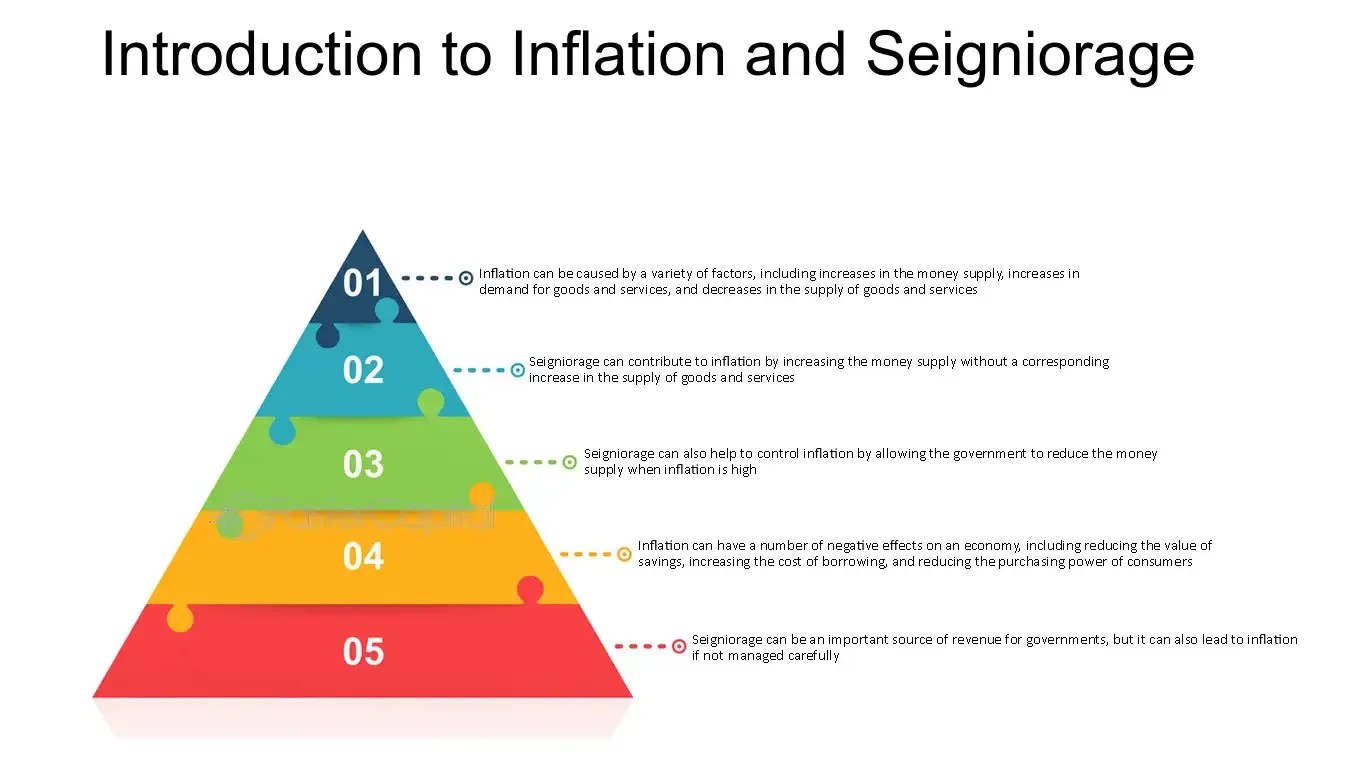 Introduction to Inflation and Seigniorage
01
Inflation can be caused by a variety of factors, including increases in the money supply, increases in
demand for goods and services, and decreases in the supply of goods and services
02
Seigniorage can contribute to inflation by increasing the money supply without a corresponding
increase in the supply of goods and services
03
Seigniorage can also help to control inflation by allowing the government to reduce the money
supply when inflation is high
FasterCapital
04
Inflation can have a number of negative effects on an economy, including reducing the value of
savings, increasing the cost of borrowing, and reducing the purchasing power of consumers
05
Seigniorage can be an important source of revenue for governments, but it can also lead to inflation
if not managed carefully